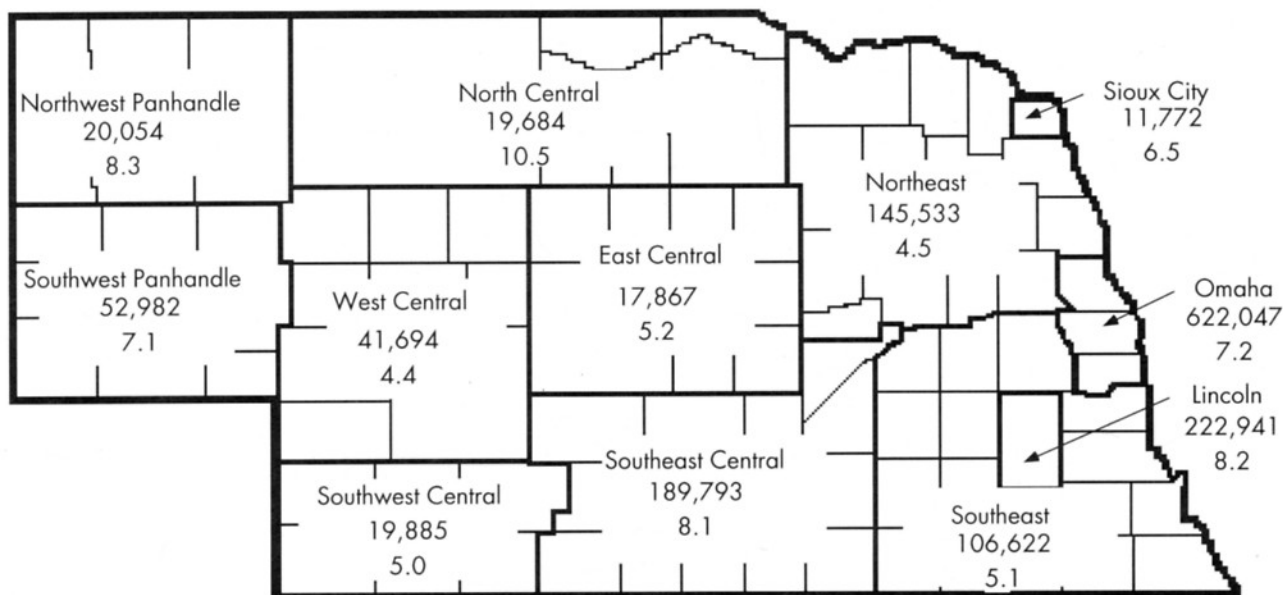 Northwest Panhandle
20,054
8.3
North Central
19,684
10.5
Sioux City
11,772
6.5
Northeast
145,533
4.5
Southwest Panhandle
52,982
7.1
West Central
41,694
4.4
East Central
17,867
5.2
Omaha
622,047
7.2
Lincoln
222,941
8.2
Southwest Central
19,885
5.0
Southeast Central
189,793
8.1
Southeast
106,622
5.1